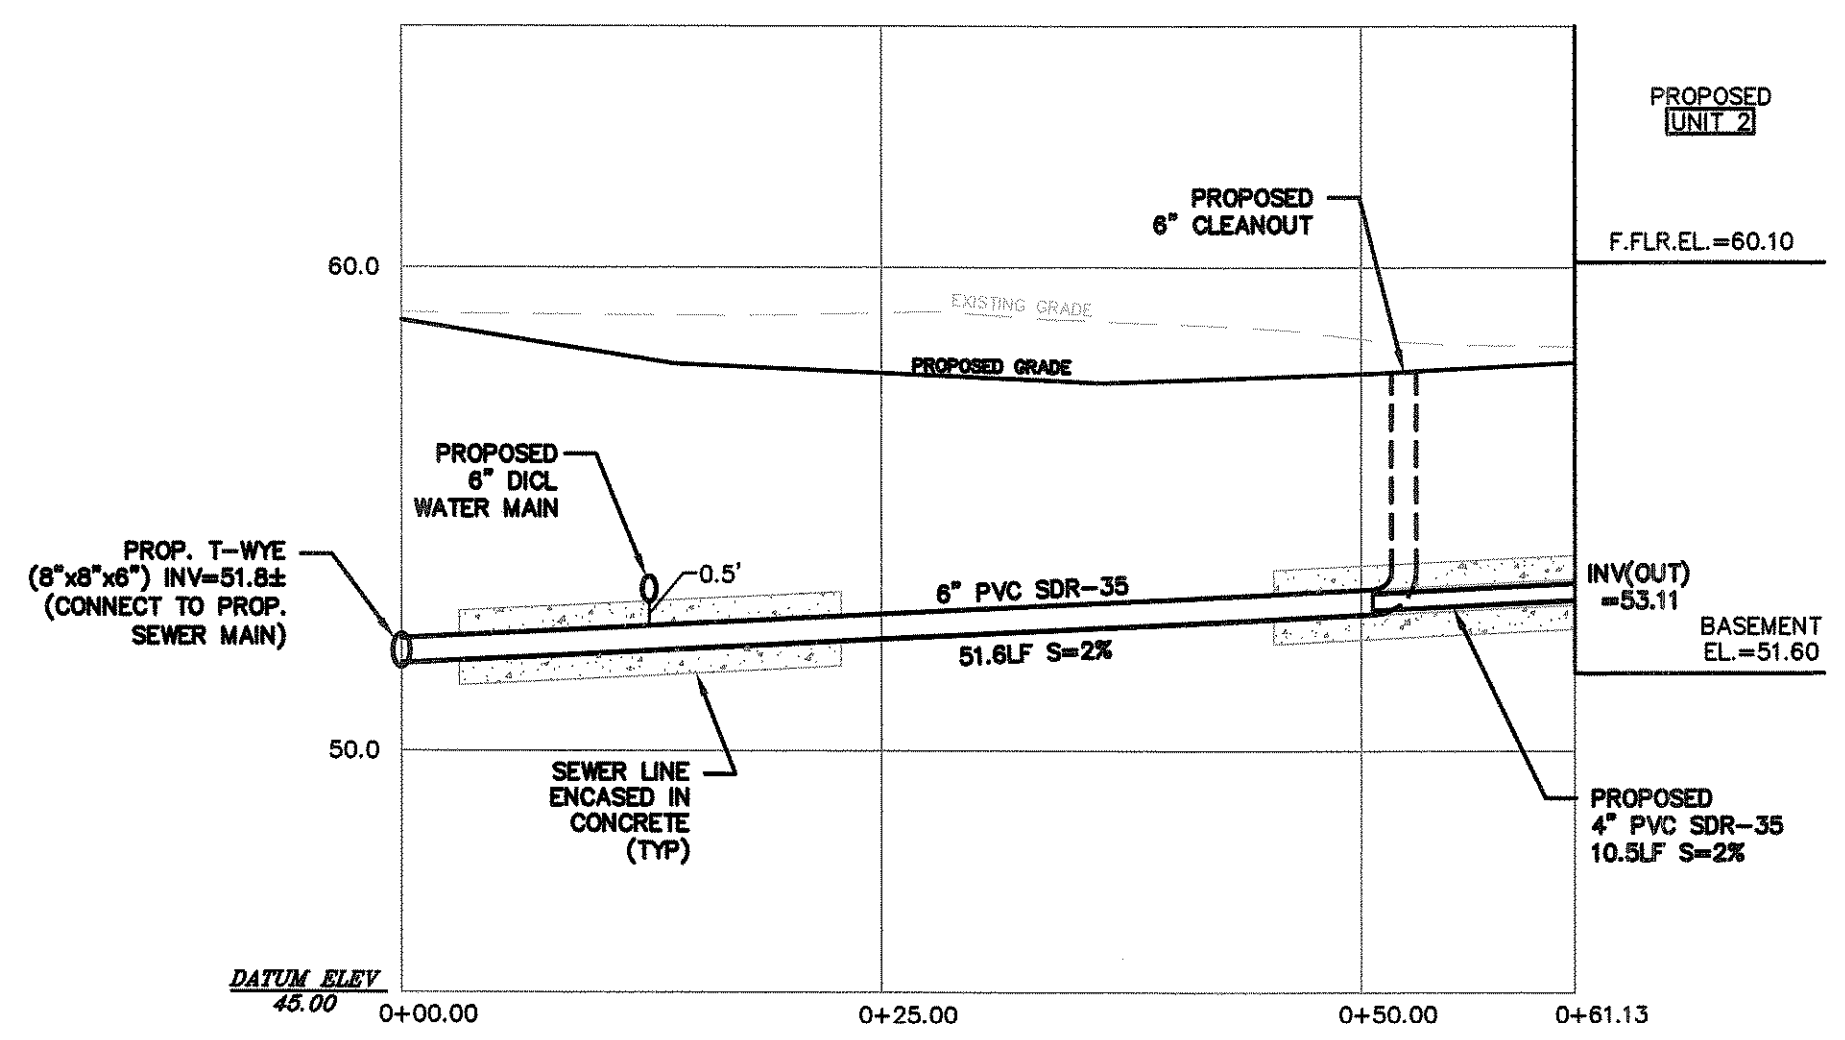 PROPOSED
UNIT 2
PROPOSED
6" CLEANOUT
F.FLR.EL.=60.10
60.0
EXISTING GRADE
PROPOSED GRADE
PROPOSED
6" DICL
WATER MAIN
PROP. T-WYE
(8"x8"x6") INV=51.8±
(CONNECT TO PROP.
SEWER MAIN)
0.5'
6" PVC SDR-35
51.6LF S=2%
INV(OUT)
=53.11
BASEMENT
EL.=51.60
50.0
SEWER LINE
ENCASED IN
CONCRETE
(TYP)
PROPOSED
4" PVC SDR-35
10.5LF S=2%
DATUM ELEV
45.00
0+00.00
0+25.00
0+50.00
0+61.13